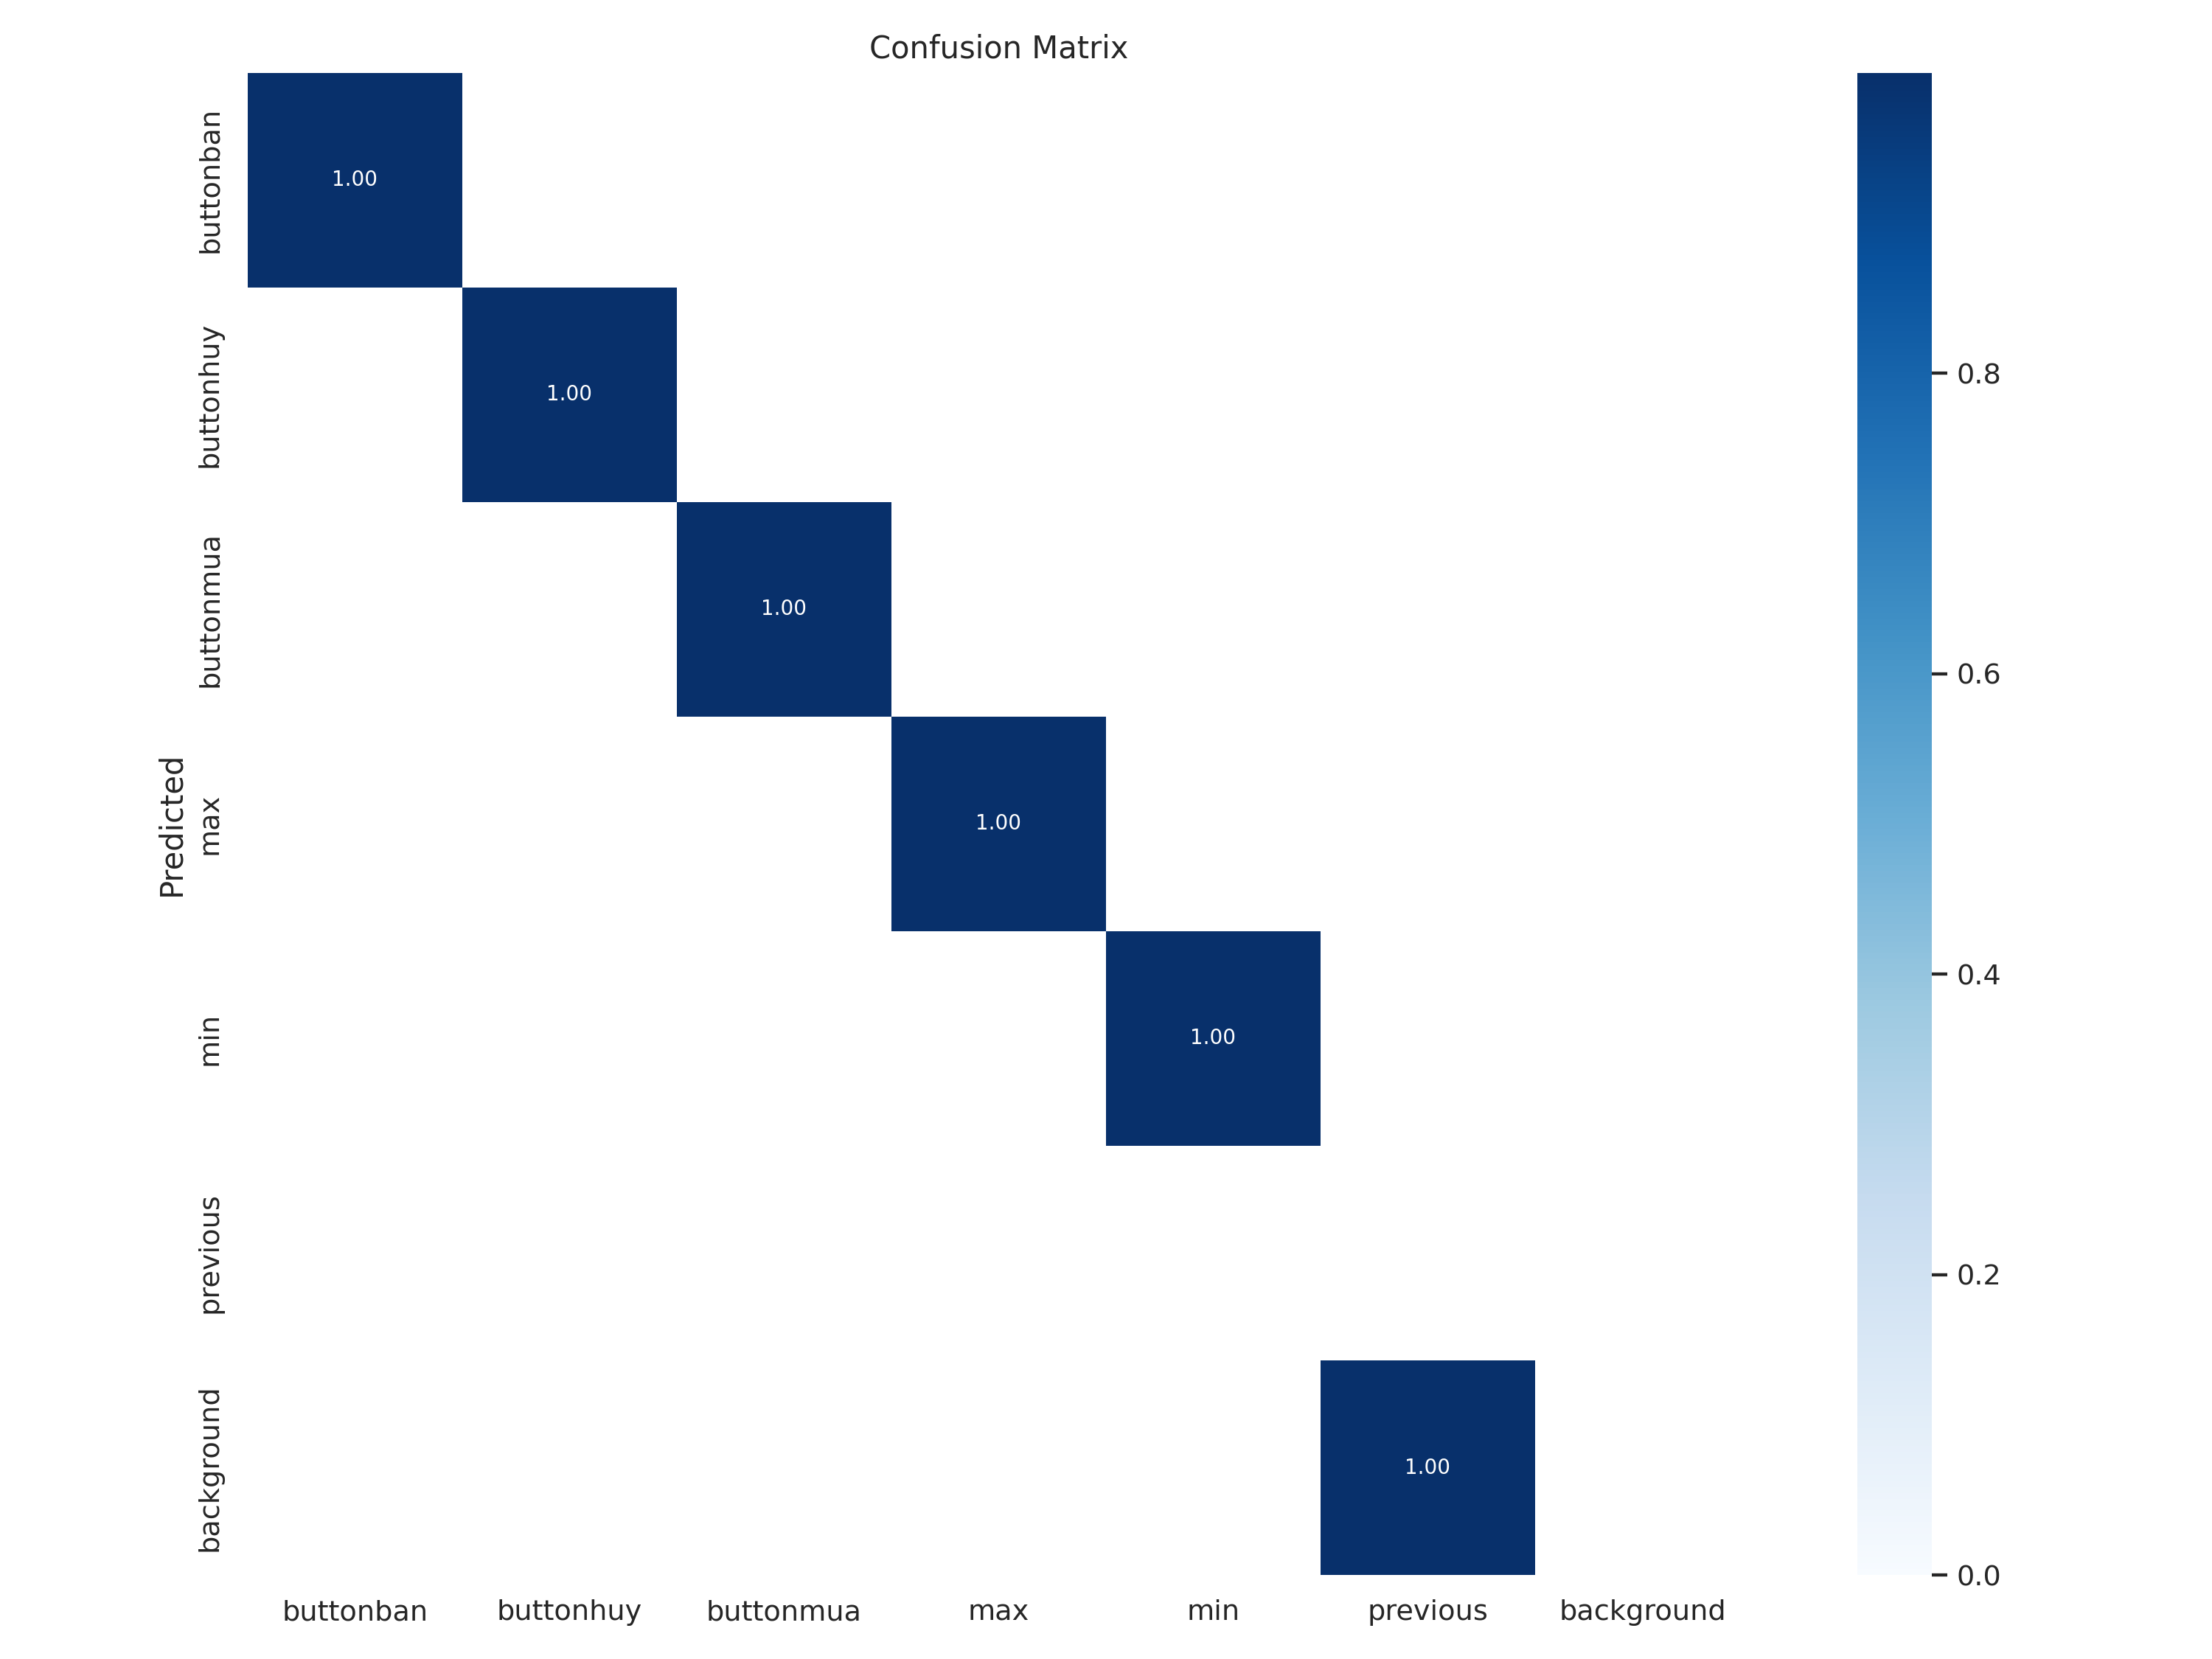 Confusion Matrix
buttonban
1.00
buttonhuy
1.00
0.8
buttonmua
1.00
0.6
Predicted
max
1.00
0.4
min
1.00
previous
0.2
background
1.00
0.0
buttonban buttonhuy buttonmua max min previous background